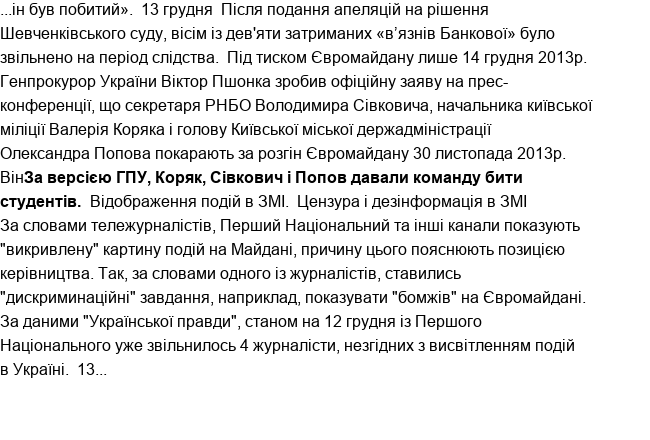 ...ін був побитий».  13 грудня  Після подання апеляцій на рішення
Шевченківського суду, вісім із дев'яти затриманих «в’язнів Банкової» було
звільнено на період слідства.  Під тиском Євромайдану лише 14 грудня 2013р.
Генпрокурор України Віктор Пшонка зробив офіційну заяву на прес-
конференції, що секретаря РНБО Володимира Сівковича, начальника київської
міліції Валерія Коряка і голову Київської міської держадміністрації
Олександра Попова покарають за розгін Євромайдану 30 листопада 2013р.
ВінЗа версією ГПУ, Коряк, Сівкович і Попов давали команду бити
студентів.  Відображення подій в ЗМІ.  Цензура і дезінформація в ЗМІ
За словами тележурналістів, Перший Національний та інші канали показують
"викривлену" картину подій на Майдані, причину цього пояснюють позицією
керівництва. Так, за словами одного із журналістів, ставились
"дискриминаційні" завдання, наприклад, показувати "бомжів" на Євромайдані.
За даними "Української правди", станом на 12 грудня із Першого
Національного уже звільнилось 4 журналісти, незгідних з висвітленням подій
в Україні.  13...